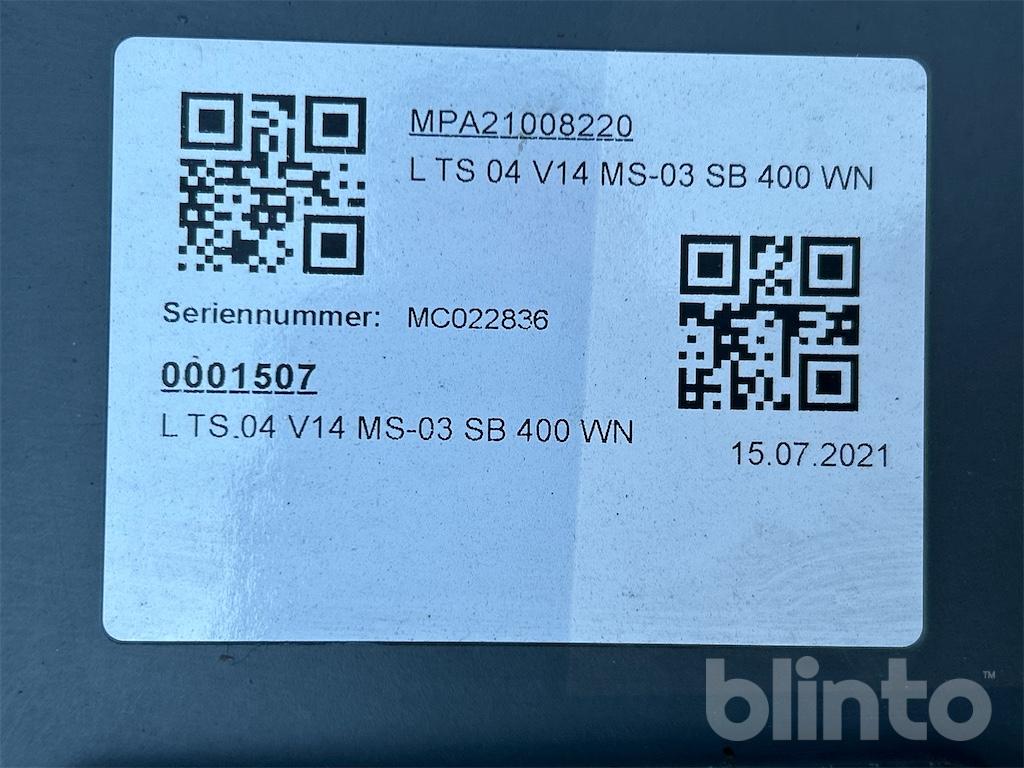 MPA21008220
L TS 04 V14 MS-03 SB 400 WN
Seriennummer: MC022836
0001507
L TS.04 V14 MS-03 SB 400 WN
15.07.2021
blinto™